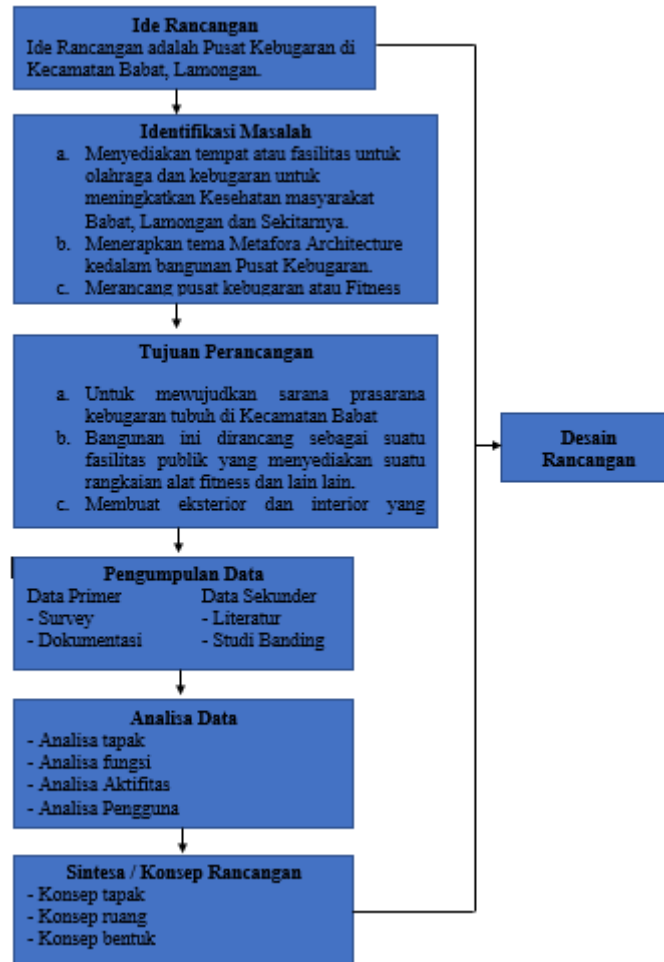 Ide Rancangan
Ide Rancangan adalah Pusat Kebugaran di
Kecamatan Babat, Lamongan.
Identifikasi Masalah
a. Menyediakan tempat atau fasilitas untuk
olahraga dan kebugaran untuk
meningkatkan Kesehatan masyarakat
Babat, Lamongan dan Sekitarnya.
b. Menerapkan tema Metafora Architecture
kedalam bangunan Pusat Kebugaran.
c. Merancang pusat kebugaran atau Fitness
Tujuan Perancangan
a. Untuk mewujudkan sarana prasarana
kebugaran tubuh di Kecamatan Babat
b. Bangunan ini dirancang sebagai suatu
fasilitas publik yang menyediakan suatu
rangkaian alat fitness dan lain lain.
c. Membuat eksterior dan interior yang
Pengumpulan Data
Data Primer Data Sekunder
- Survey - Literatur
- Dokumentasi - Studi Banding
Analisa Data
- Analisa tapak
- Analisa fungsi
- Analisa Aktifitas
- Analisa Pengguna
Sintesa / Konsep Rancangan
- Konsep tapak
- Konsep ruang
- Konsep bentuk
Desain
Rancangan